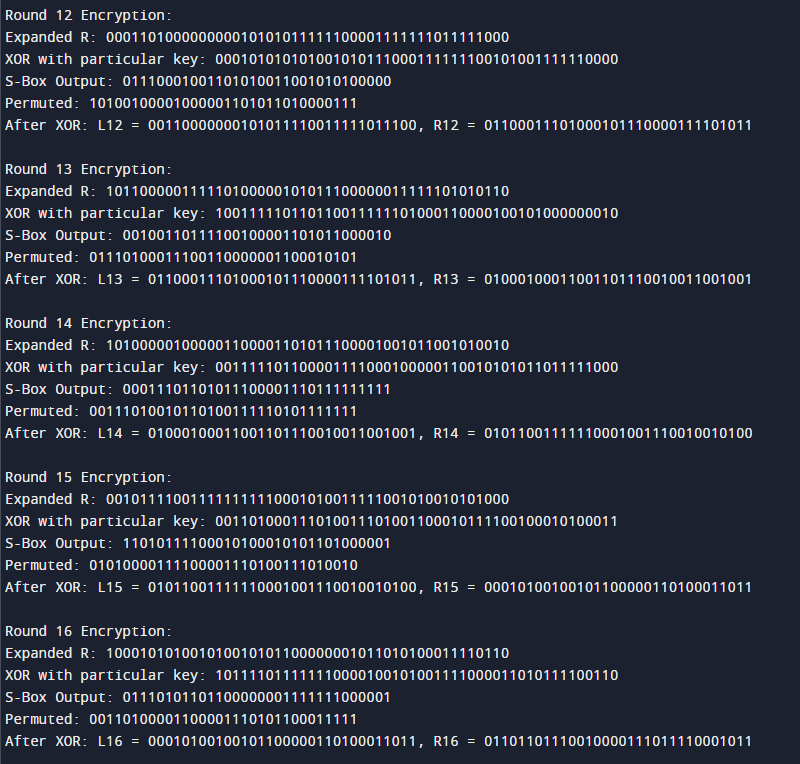 Round 12 Encryption:
Expanded R: 000110100000000010101011111100001111111011111000
XOR with particular key: 000101010101001010111000111111100101001111110000
S-Box Output: 01110001001101010011001010100000
Permuted: 10100100001000001101011010000111
After XOR: L12 = 00110000000101011110011111011100, R12 = 01100011101000101110000111101011
Round 13 Encryption:
Expanded R: 101100000111110100000101011100000011111101010110
XOR with particular key: 100111110110110011111101000110000100101000000010
S-Box Output: 00100110111100100001101011000010
Permuted: 01110100011100110000001100010101
After XOR: L13 = 01100011101000101110000111101011, R13 = 01000100011001101110010011001001
Round 14 Encryption:
Expanded R: 101000001000001100001101011100001001011001010010
XOR with particular key: 001111101100001111000100000110010101011011111000
S-Box Output: 00011101101011100001110111111111
Permuted: 00111010010110100111110101111111
After XOR: L14 = 01000100011001101110010011001001, R14 = 01011001111110001001110010010100
Round 15 Encryption:
Expanded R: 001011110011111111110001010011111001010010101000
XOR with particular key: 001101000111010011101001100010111100100010100011
S-Box Output: 11010111100010100010101101000001
Permuted: 01010000111100001110100111010010
After XOR: L15 = 01011001111110001001110010010100, R15 = 00010100100101100000110100011011
Round 16 Encryption:
Expanded R: 100010101001010010101100000001011010100011110110
XOR with particular key: 101111011111110000100101001111000011010111100110
S-Box Output: 01110101101100000001111111000001
Permuted: 00110100001100001110101100011111
After XOR: L16 = 00010100100101100000110100011011, R16 = 01101101110010000111011110001011